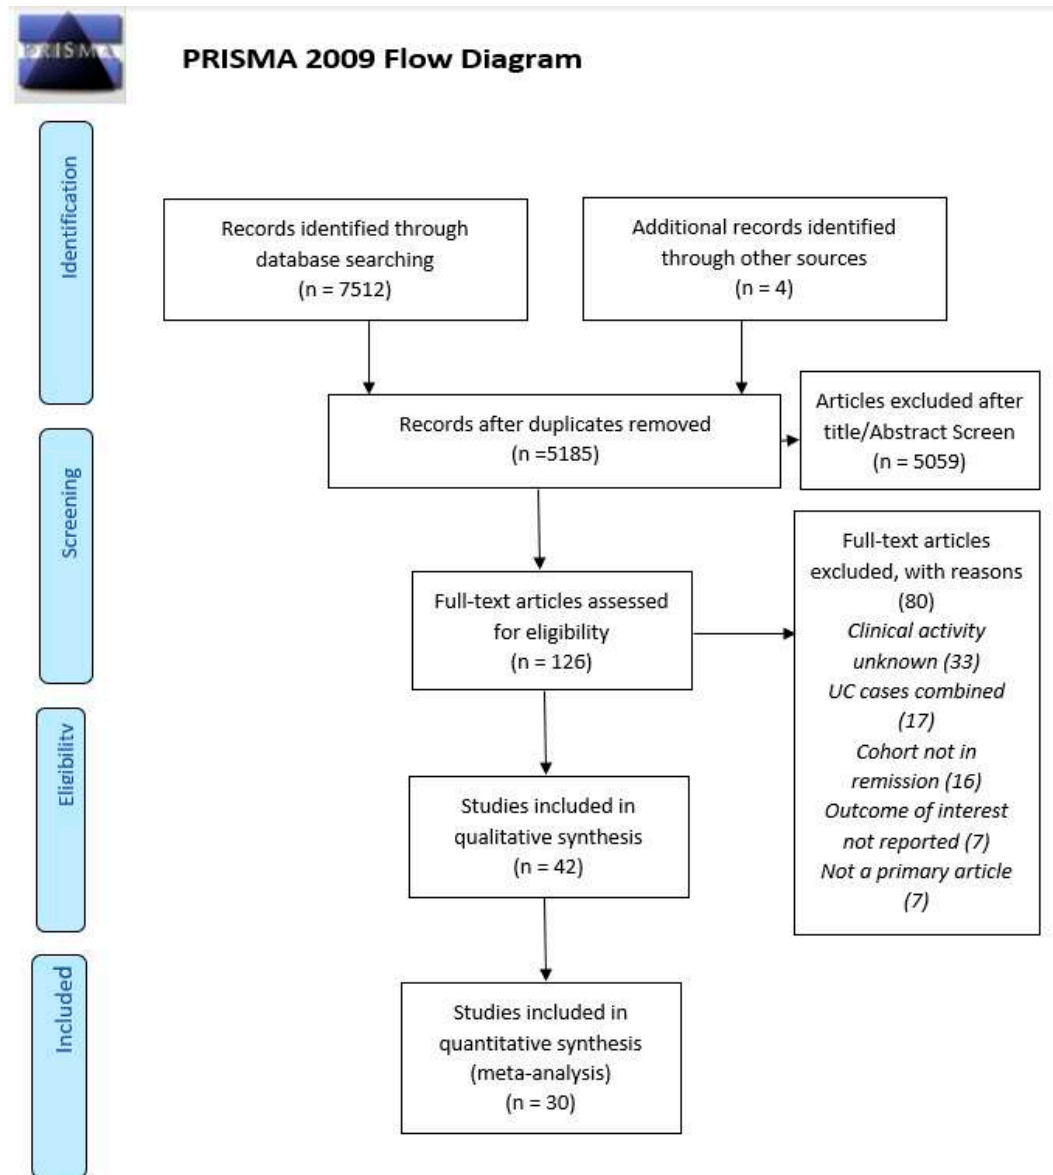 PRISMA
PRISMA 2009 Flow Diagram
Identification
Records identified through
database searching
(n = 7512)
Additional records identified
through other sources
(n = 4)
Records after duplicates removed
(n =5185)
Articles excluded after
title/Abstract Screen
(n = 5059)
Screening
Full-text articles assessed
for eligibility
(n = 126)
Full-text articles
excluded, with reasons
(80)
Clinical activity
unknown (33)
UC cases combined
(17)
Cohort not in
remission (16)
Outcome of interest
not reported (7)
Not a primary article
(7)
Eligibility
Studies included in
qualitative synthesis
(n = 42)
Included
Studies included in
quantitative synthesis
(meta-analysis)
(n = 30)